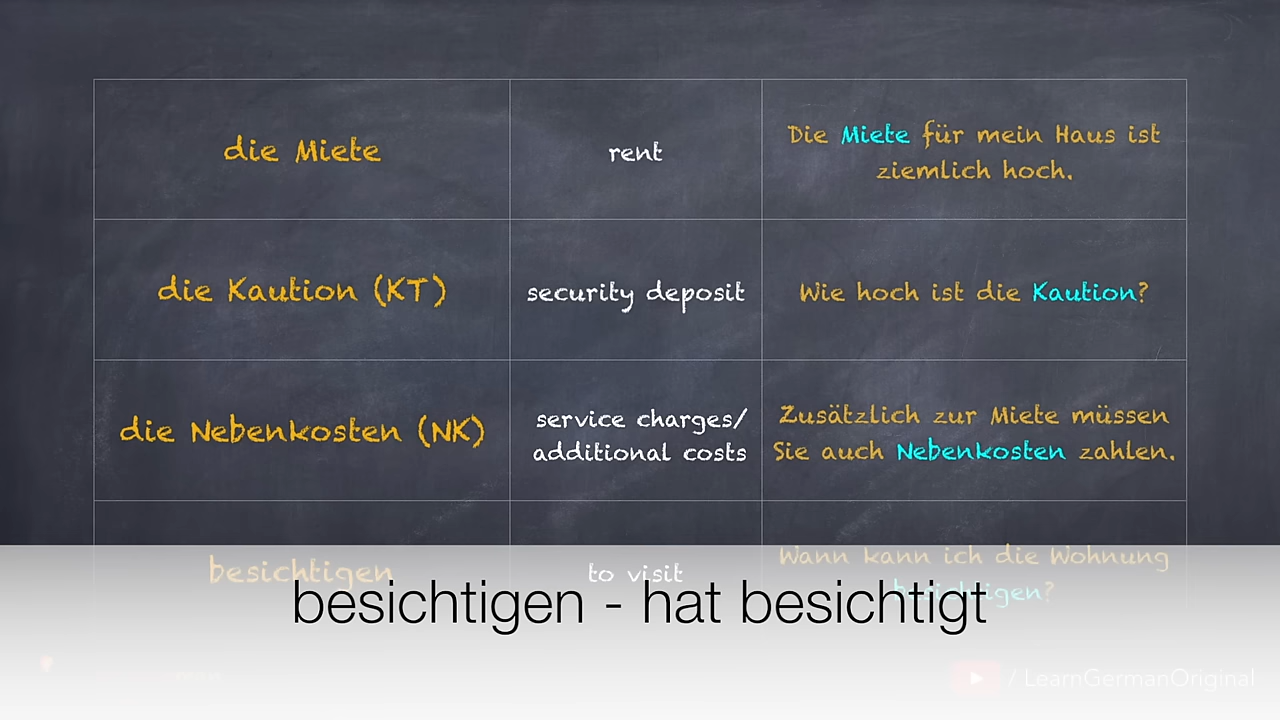 die Miete
rent
Die Miete für mein Haus ist
ziemlich hoch.
die Kaution (KT)
security deposit
Wie hoch ist die Kaution?
die Nebenkosten (NK)
service charges/
additional costs
Zusätzlich zur Miete müssen
Sie auch Nebenkosten zahlen.
besichtigen
to visit
Wann kann ich die Wohnung
besichtigen?
besichtigen - hat besichtigt
/ LearnGermanOriginal